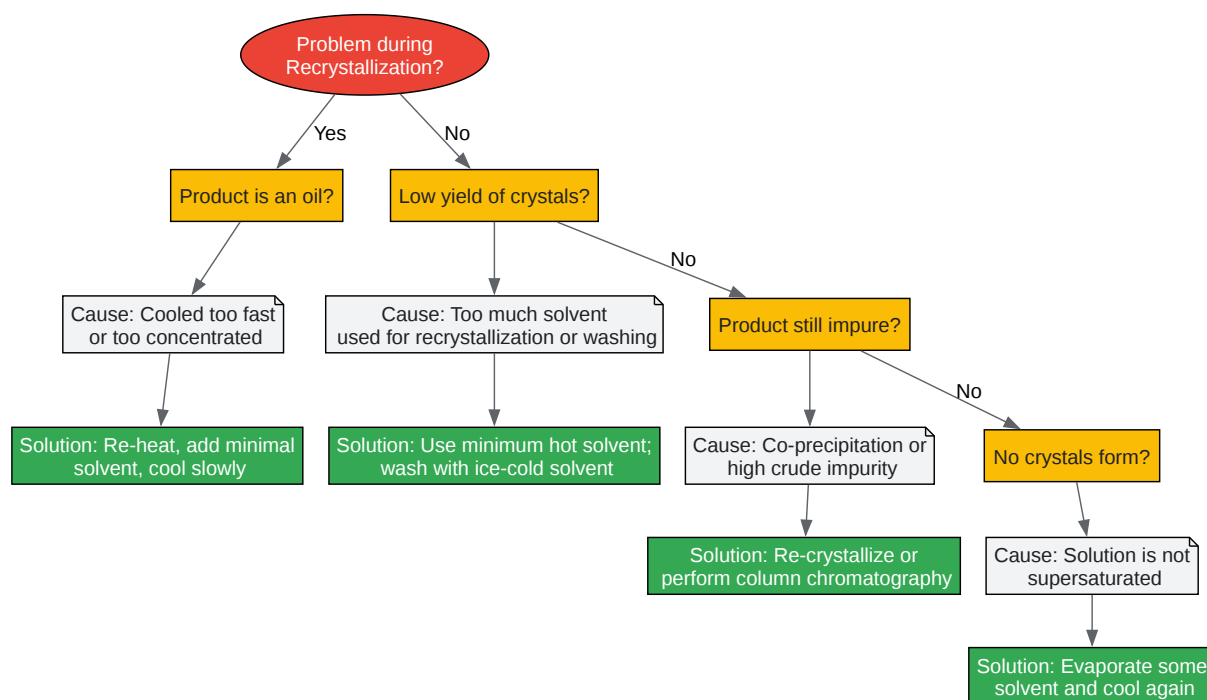 Problem during
Recrystallization?
Yes
No
Product is an oil?
Low yield of crystals?
No
Cause: Cooled too fast
or too concentrated
Cause: Too much solvent
used for recrystallization or washing
Product still impure?
No
Solution: Re-heat, add minimal
solvent, cool slowly
Solution: Use minimum hot solvent;
wash with ice-cold solvent
Cause: Co-precipitation or
high crude impurity
No crystals form?
Solution: Re-crystallize or
perform column chromatography
Cause: Solution is not
supersaturated
Solution: Evaporate some
solvent and cool again